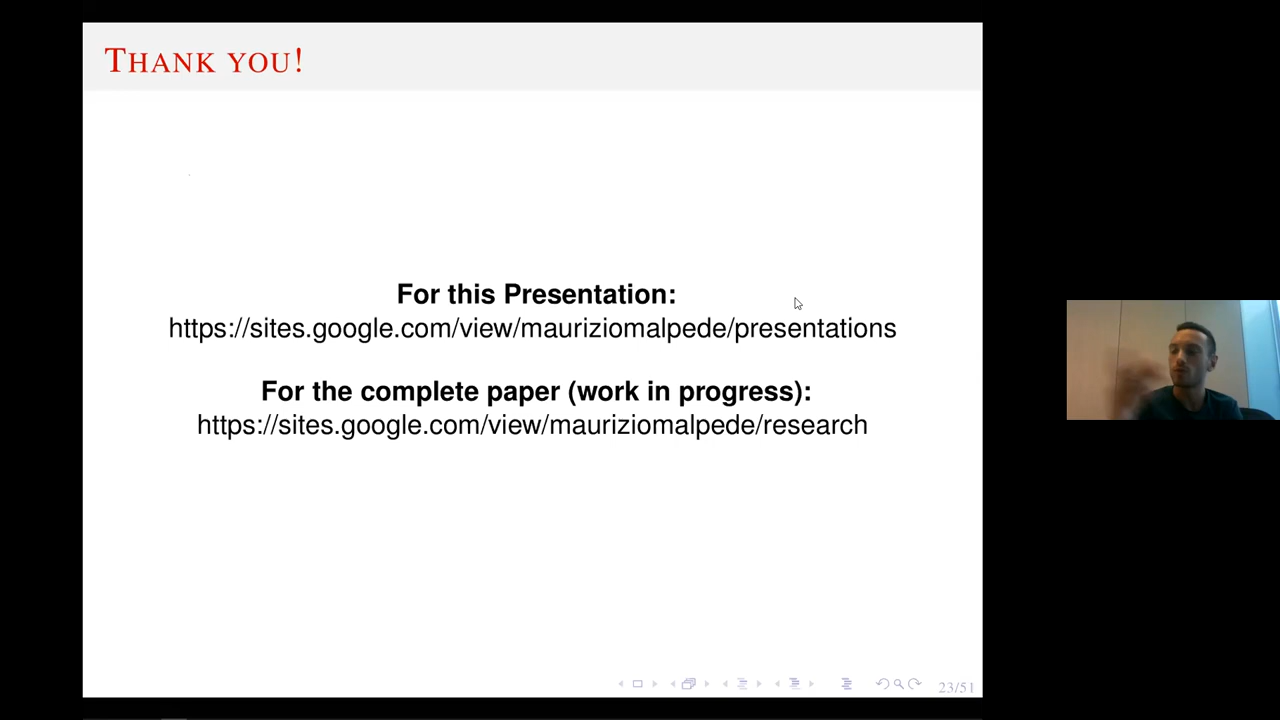 THANK YOU!
For this Presentation:
https://sites.google.com/view/mauriziomalpede/presentations
For the complete paper (work in progress):
https://sites.google.com/view/mauriziomalpede/research
23/51